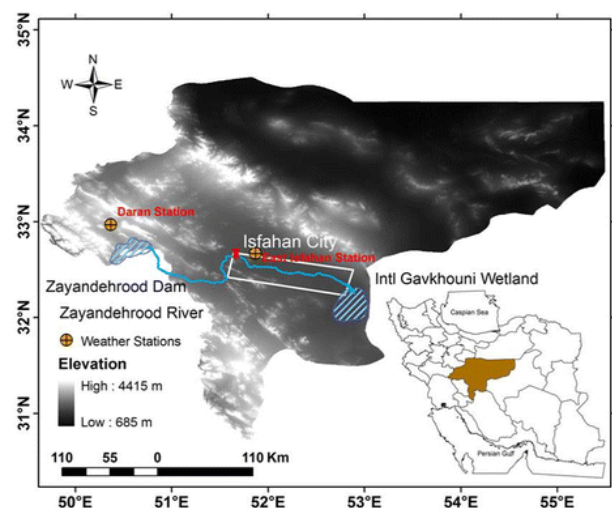 35°N
34°N
33°N
32°N
31°N
N
W E
S
Daran Station
Isfahan City
East Isfahan Station
Intl Gavkhouni Wetland
Zayandehrood Dam
Zayandehrood River
Weather Stations
Elevation
High : 4415 m
Low : 685 m
110 55 0 110 Km
Caspian Sea
Persian Gulf
50°E 51°E 52°E 53°E 54°E 55°E